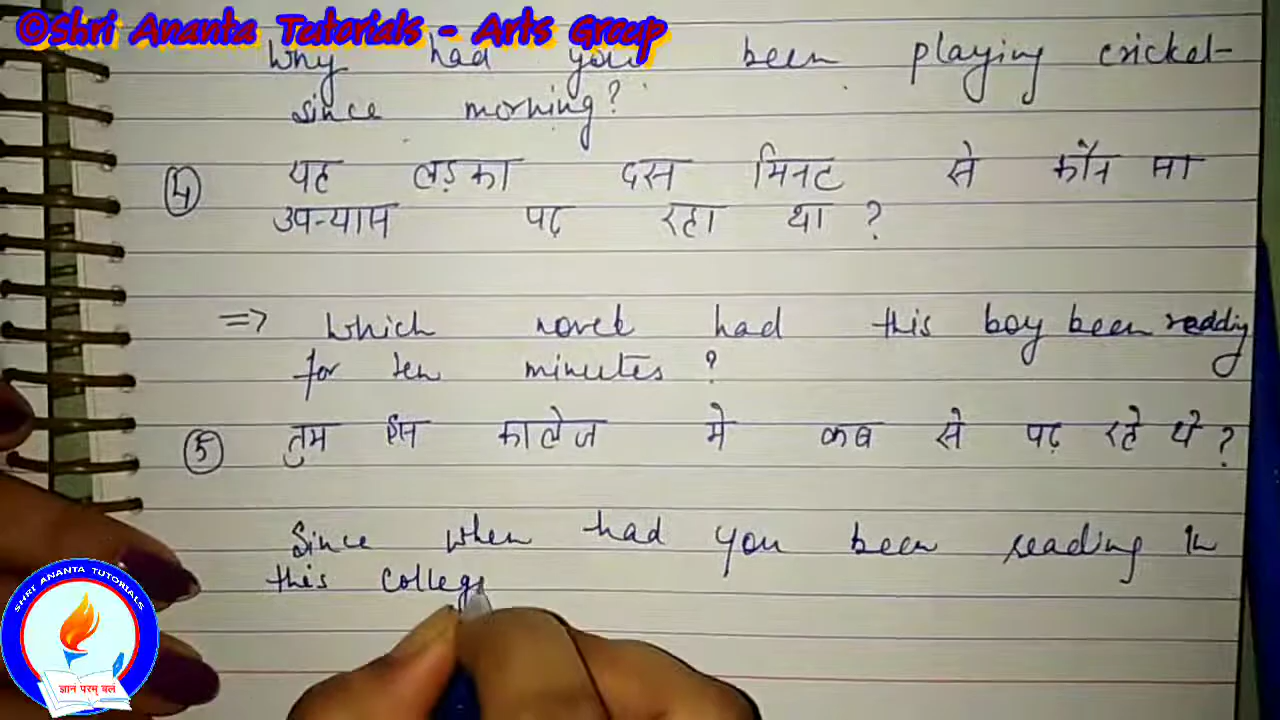 ©Shri Ananta Tutorials - Arts Group
Why had you been playing cricket
since morning?
④ यह लड़का दस मिनट से कौन सा
उपन्यास पढ़ रहा था ?
=> which novel had this boy been reading
for ten minutes ?
⑤ तुम इस कालेज मे कब से पढ़ रहे थे ?
Since when had you been reading in
this college
SHRI ANANTA TUTORIALS
ज्ञान परम् बलं